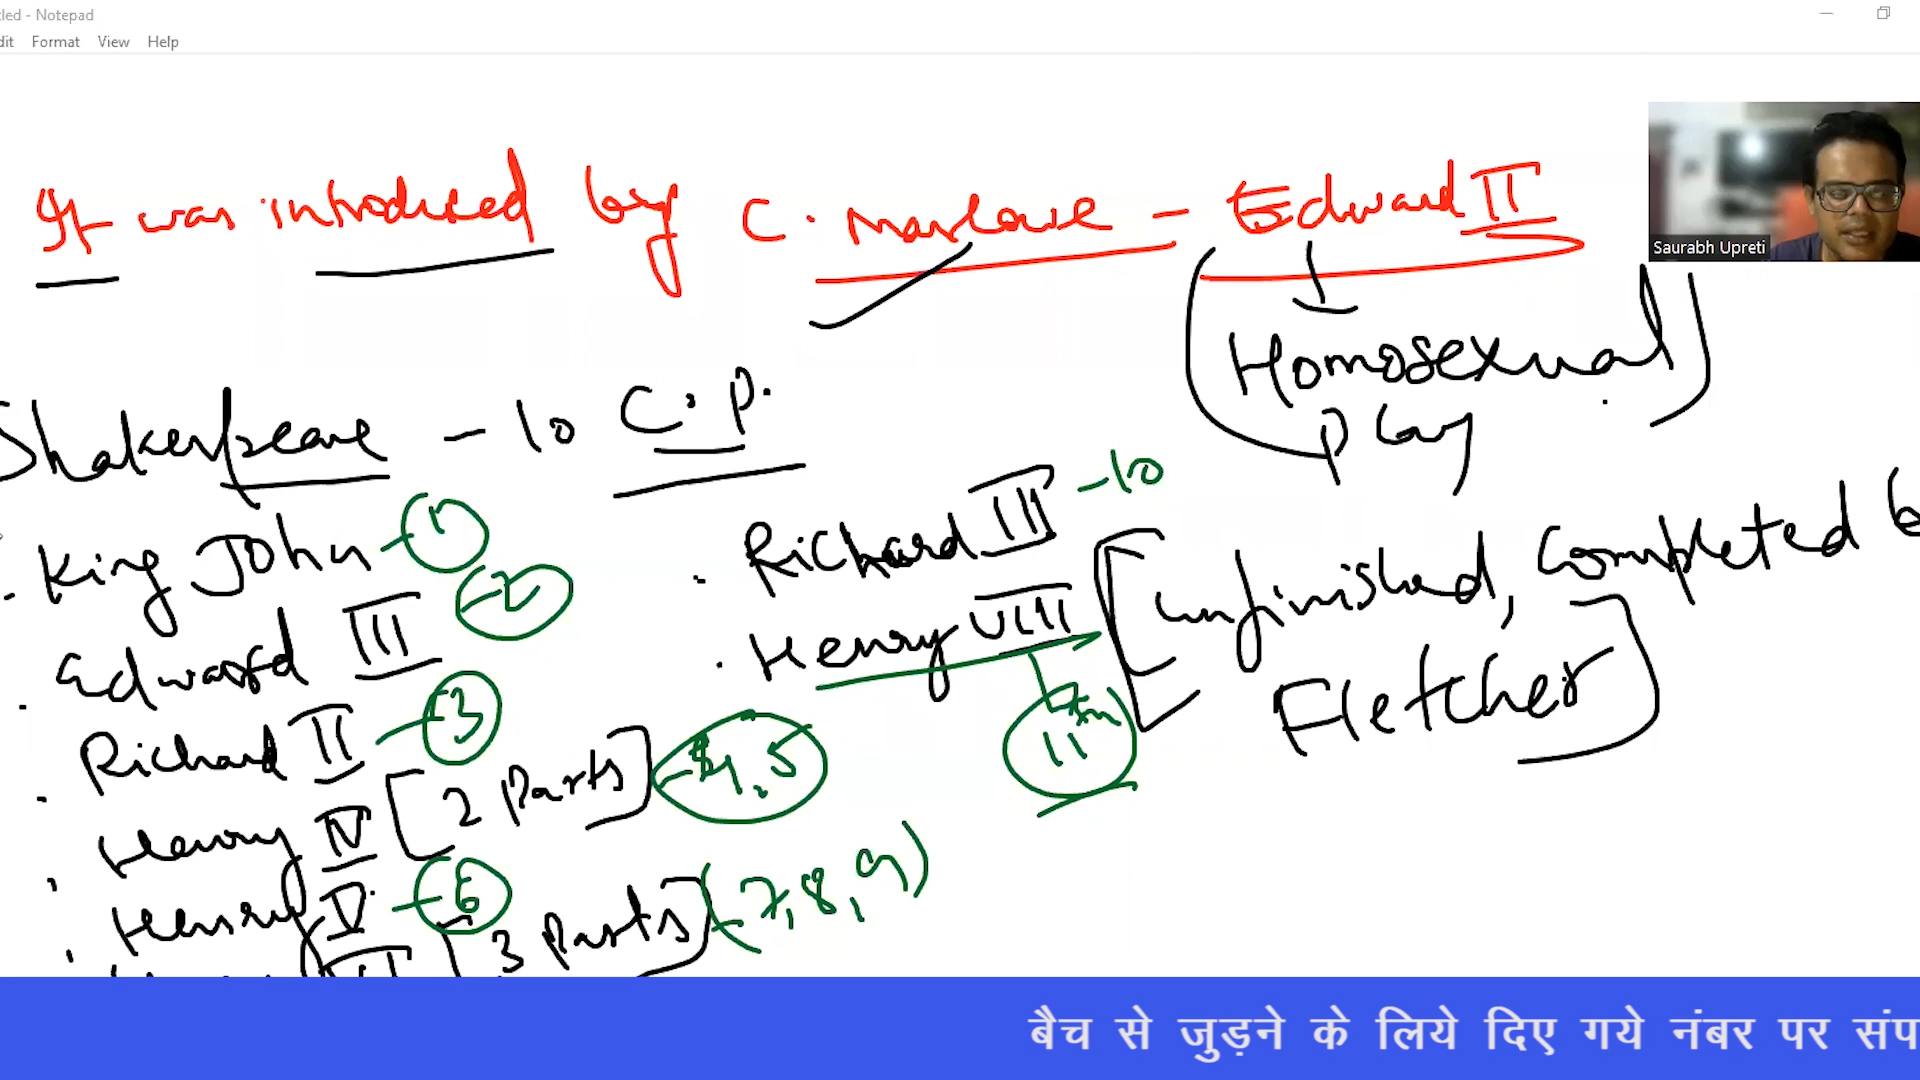 led - Notepad
dit Format View Help
It was introduced by C. Marlowe - Edward II
Saurabh Upreti
Homosexual
play
Shakespeare - 10 C.P.
King John - 1
Edward III - 2
Richard II - 3
Henry IV [2 Parts] - 4, 5
Henry V - 6
[3 Parts] (- 7, 8, 9)
Richard III - 10
Henry VIII [unfinished, completed b
Fletcher]
11
बैच से जुड़ने के लिये दिए गये नंबर पर संप